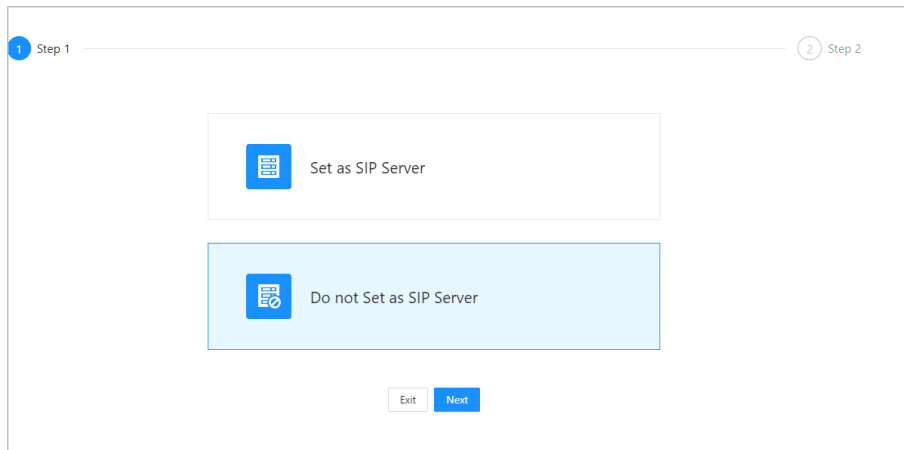 1 Step 1
2 Step 2
Set as SIP Server
Do not Set as SIP Server
Exit Next